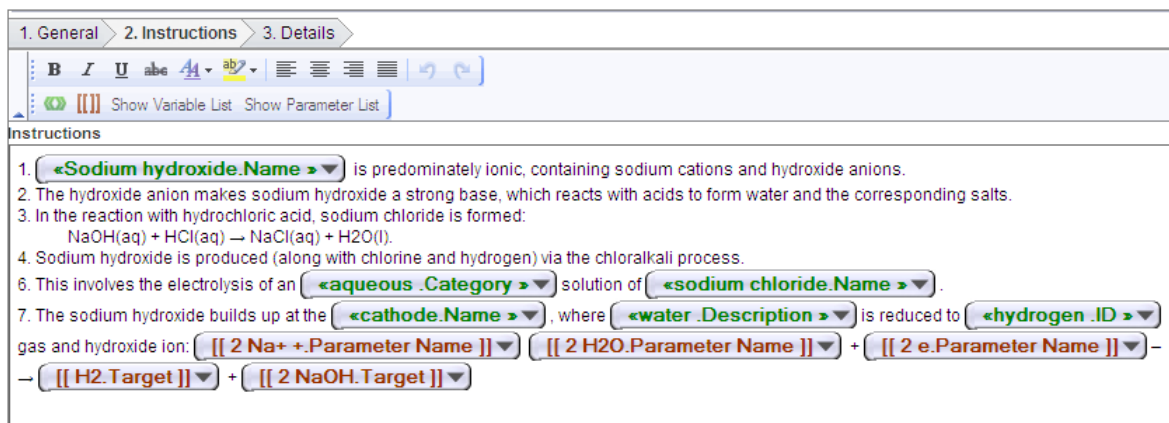 1. General 2. Instructions 3. Details
B I U abc A ab
[[]] Show Variable List Show Parameter List
Instructions
1. «Sodium hydroxide.Name » is predominately ionic, containing sodium cations and hydroxide anions.
2. The hydroxide anion makes sodium hydroxide a strong base, which reacts with acids to form water and the corresponding salts.
3. In the reaction with hydrochloric acid, sodium chloride is formed:
NaOH(aq) + HCl(aq) → NaCl(aq) + H2O(l).
4. Sodium hydroxide is produced (along with chlorine and hydrogen) via the chloralkali process.
6. This involves the electrolysis of an «aqueous .Category » solution of «sodium chloride.Name » .
7. The sodium hydroxide builds up at the «cathode.Name » , where «water .Description » is reduced to «hydrogen .ID »
gas and hydroxide ion: [[ 2 Na+ +.Parameter Name ]] [[ 2 H2O.Parameter Name ]] + [[ 2 e.Parameter Name ]] –
→ [[ H2.Target ]] + [[ 2 NaOH.Target ]]